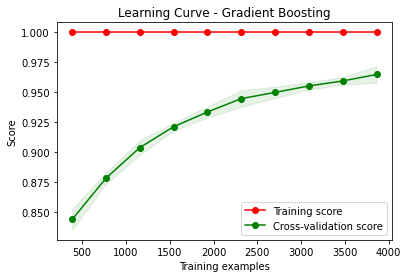 Learning Curve - Gradient Boosting
1.000
0.975
0.950
0.925
0.900
0.875
0.850
Score
Training score
Cross-validation score
500 1000 1500 2000 2500 3000 3500 4000
Training examples